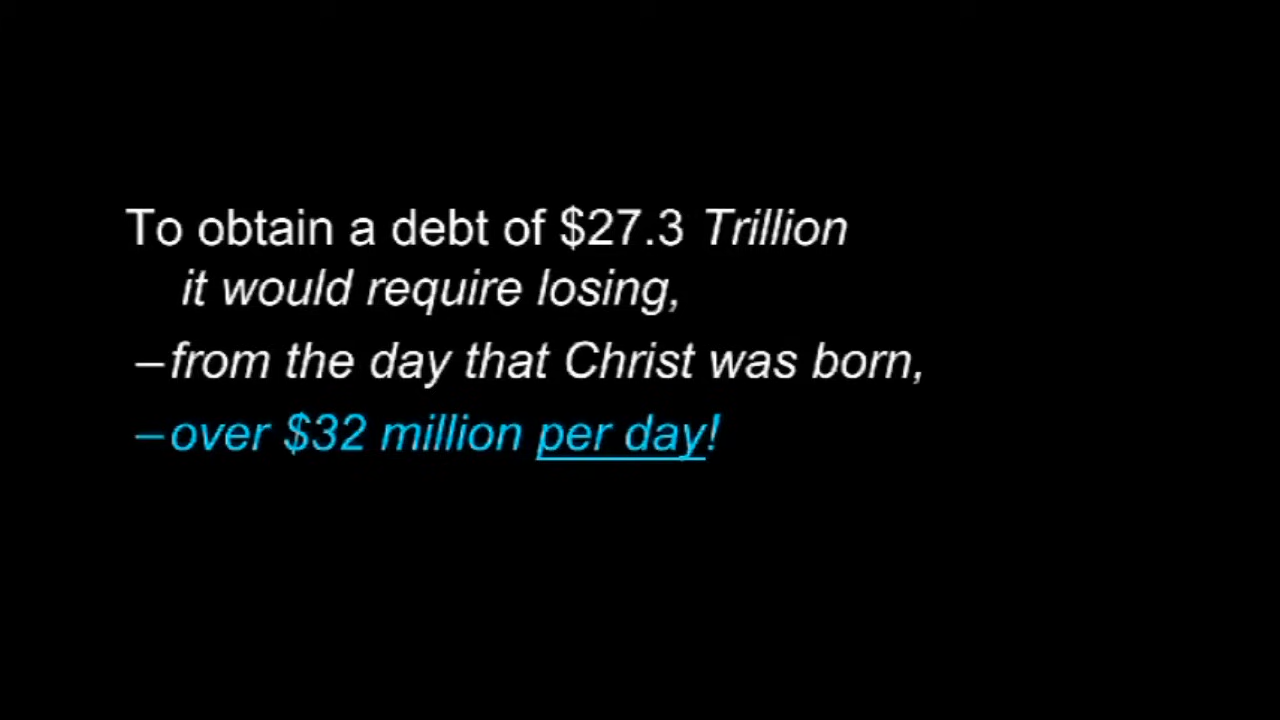 To obtain a debt of $27.3 Trillion
it would require losing,
–from the day that Christ was born,
–over $32 million per day!